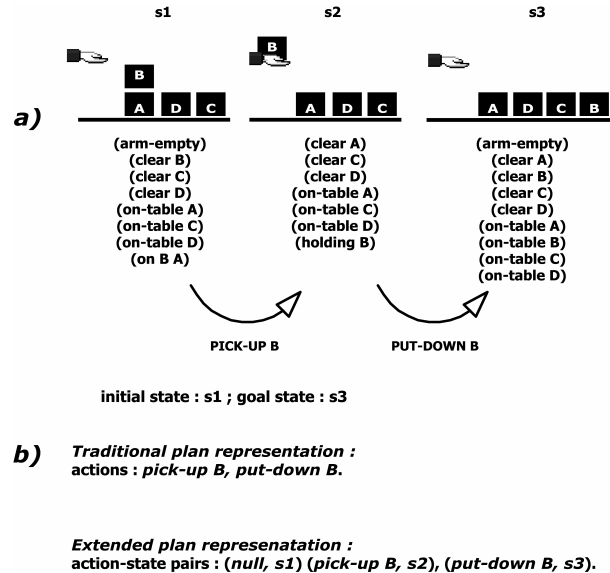 s1 s2 s3
B B
A D C A D C A D C B
a)
(arm-empty) (clear A) (arm-empty)
(clear B) (clear C) (clear A)
(clear C) (clear D) (clear B)
(clear D) (on-table A) (clear C)
(on-table A) (on-table C) (clear D)
(on-table C) (on-table D) (on-table A)
(on-table D) (holding B) (on-table B)
(on B A) (on-table C)
(on-table D)
PICK-UP B PUT-DOWN B
initial state : s1 ; goal state : s3
b) Traditional plan representation :
actions : pick-up B, put-down B.
Extended plan represenatation :
action-state pairs : (null, s1) (pick-up B, s2), (put-down B, s3).